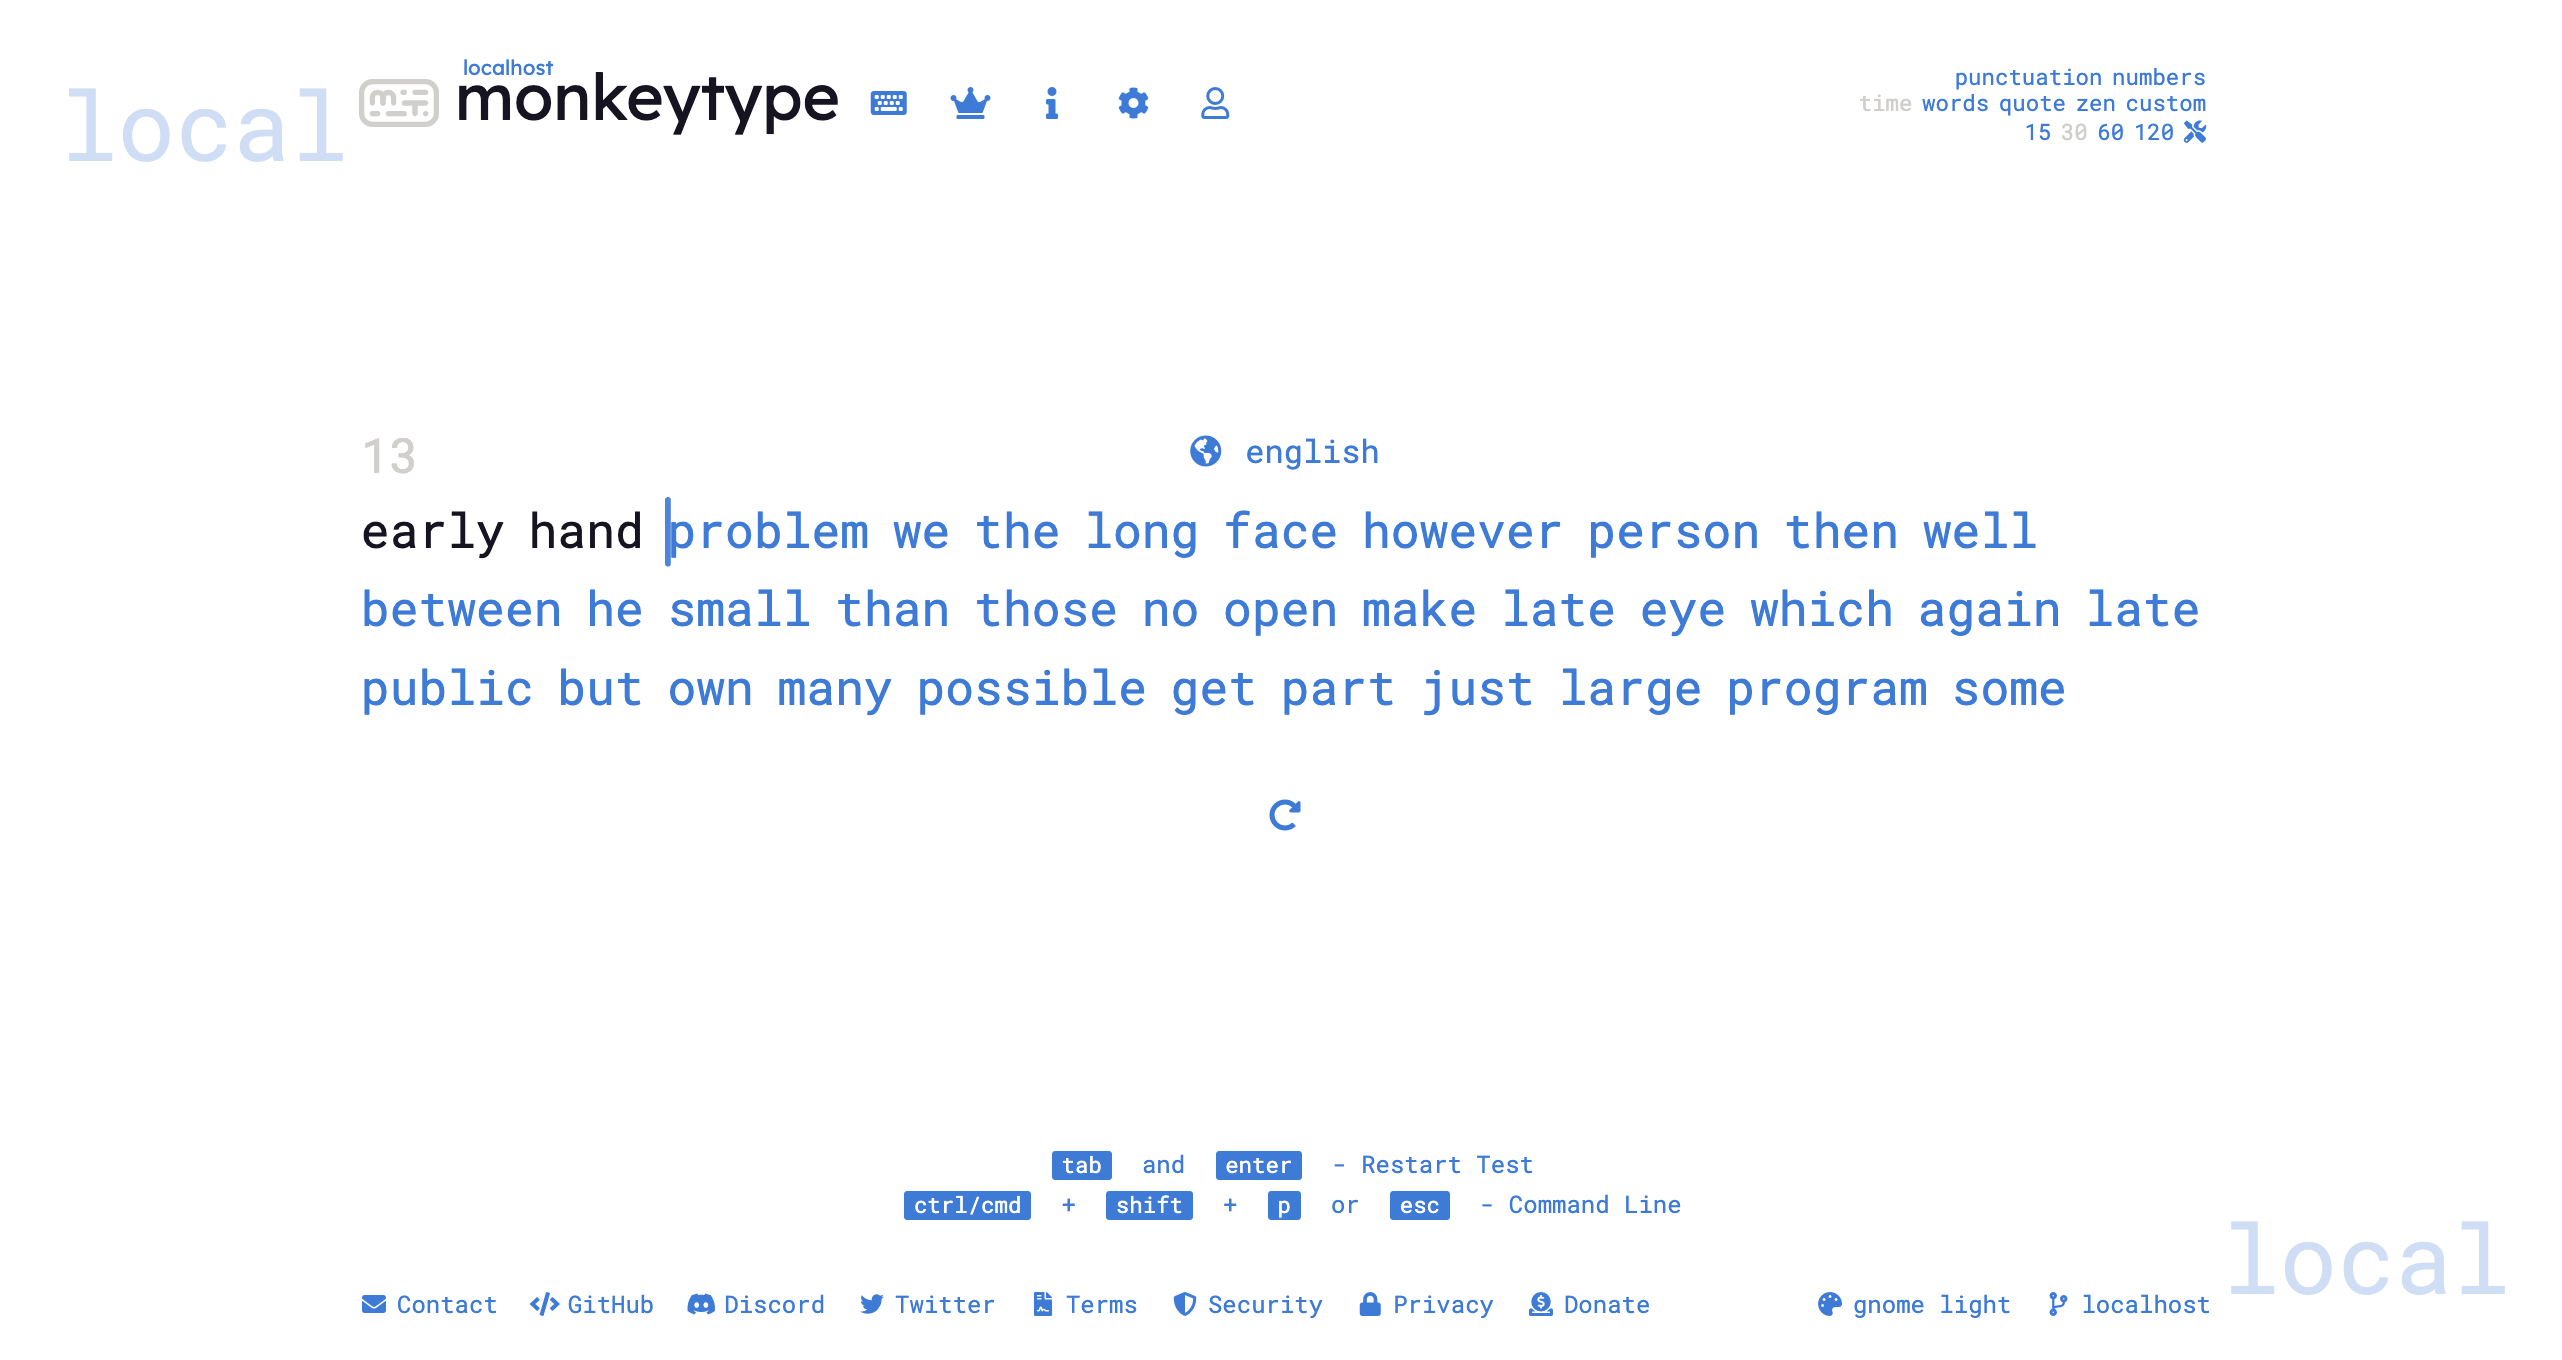 local
localhost
monkeytype
punctuation numbers
time words quote zen custom
15 30 60 120
13
english
early hand problem we the long face however person then well
between he small than those no open make late eye which again late
public but own many possible get part just large program some
tab and enter - Restart Test
ctrl/cmd + shift + p or esc - Command Line
local
Contact GitHub Discord Twitter Terms Security Privacy Donate gnome light localhost